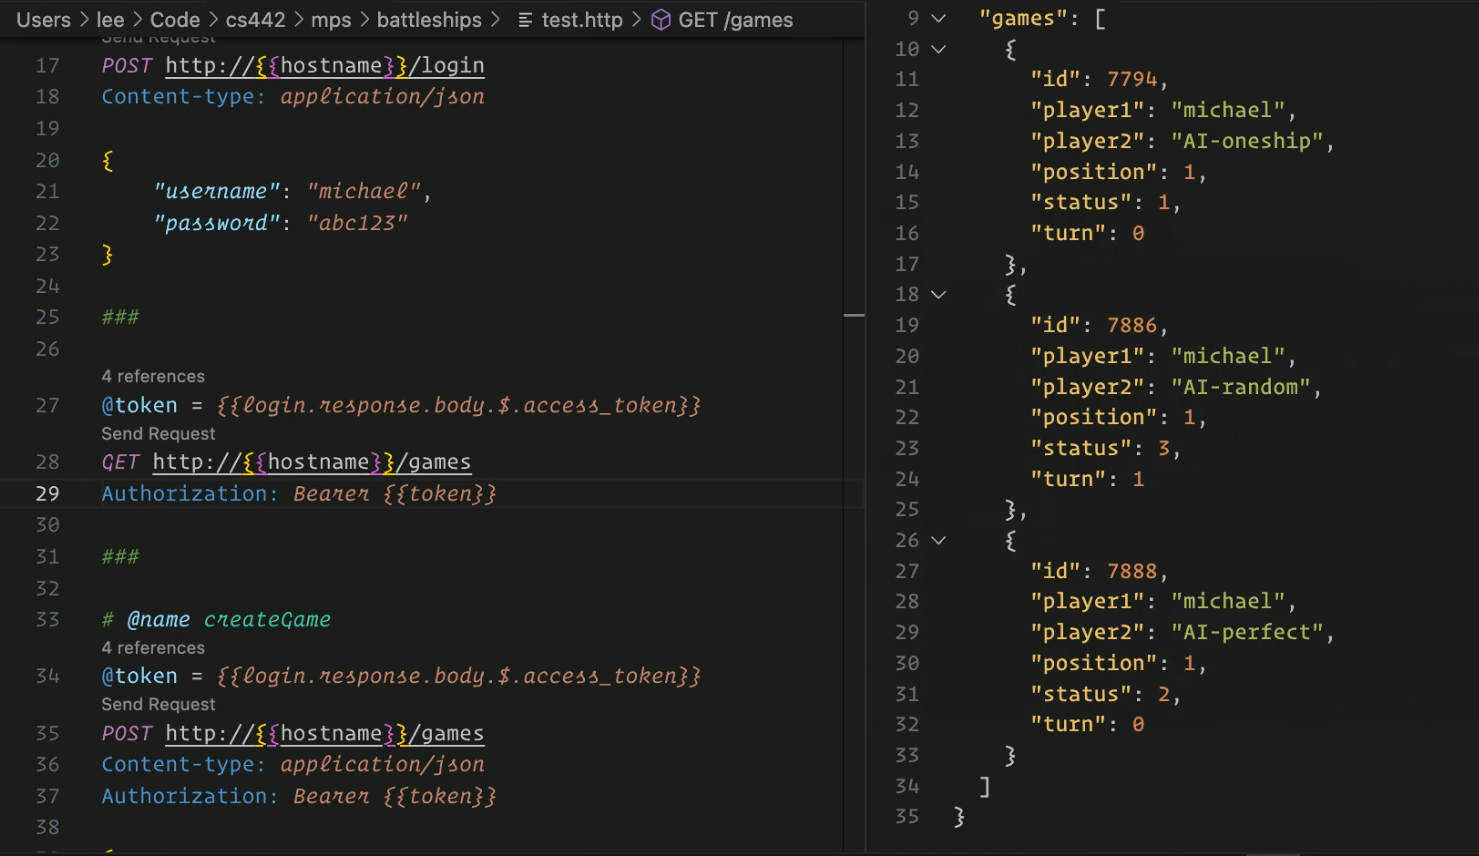 Users > lee > Code > cs442 > mps > battleships > test.http > GET /games
Send Request
17 POST http://{{hostname}}/login
18 Content-type: application/json
19
20 {
21 "username": "michael",
22 "password": "abc123"
23 }
24
25 ###
26
4 references
27 @token = {{login.response.body.$.access_token}}
Send Request
28 GET http://{{hostname}}/games
29 Authorization: Bearer {{token}}
30
31 ###
32
33 # @name createGame
4 references
34 @token = {{login.response.body.$.access_token}}
Send Request
35 POST http://{{hostname}}/games
36 Content-type: application/json
37 Authorization: Bearer {{token}}
38
9 "games": [
10 {
11 "id": 7794,
12 "player1": "michael",
13 "player2": "AI-oneship",
14 "position": 1,
15 "status": 1,
16 "turn": 0
17 },
18 {
19 "id": 7886,
20 "player1": "michael",
21 "player2": "AI-random",
22 "position": 1,
23 "status": 3,
24 "turn": 1
25 },
26 {
27 "id": 7888,
28 "player1": "michael",
29 "player2": "AI-perfect",
30 "position": 1,
31 "status": 2,
32 "turn": 0
33 }
34 ]
35 }